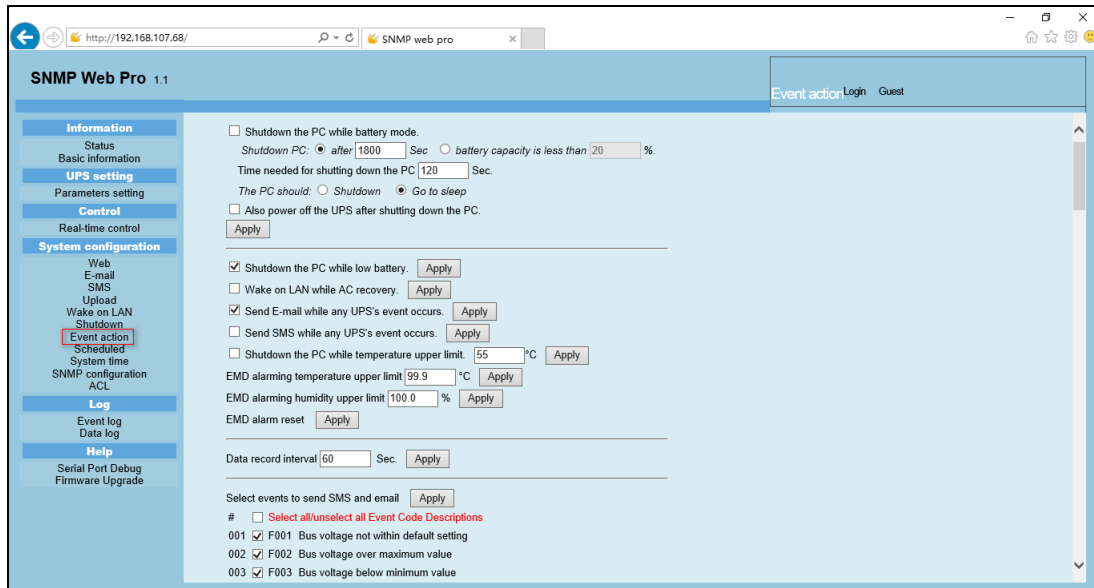 http://192.168.107.68/
SNMP web pro
SNMP Web Pro 1.1
Event action Login Guest
Information
Status
Basic information
UPS setting
Parameters setting
Control
Real-time control
System configuration
Web
E-mail
SMS
Upload
Wake on LAN
Shutdown
Event action
Scheduled
System time
SNMP configuration
ACL
Log
Event log
Data log
Help
Serial Port Debug
Firmware Upgrade
Shutdown the PC while battery mode.
Shutdown PC: after 1800 Sec battery capacity is less than 20 %.
Time needed for shutting down the PC 120 Sec.
The PC should: Shutdown Go to sleep
Also power off the UPS after shutting down the PC.
Apply
Shutdown the PC while low battery. Apply
Wake on LAN while AC recovery. Apply
Send E-mail while any UPS's event occurs. Apply
Send SMS while any UPS's event occurs. Apply
Shutdown the PC while temperature upper limit. 55 °C Apply
EMD alarming temperature upper limit 99.9 °C Apply
EMD alarming humidity upper limit 100.0 % Apply
EMD alarm reset Apply
Data record interval 60 Sec. Apply
Select events to send SMS and email Apply
# Select all/unselect all Event Code Descriptions
001 F001 Bus voltage not within default setting
002 F002 Bus voltage over maximum value
003 F003 Bus voltage below minimum value